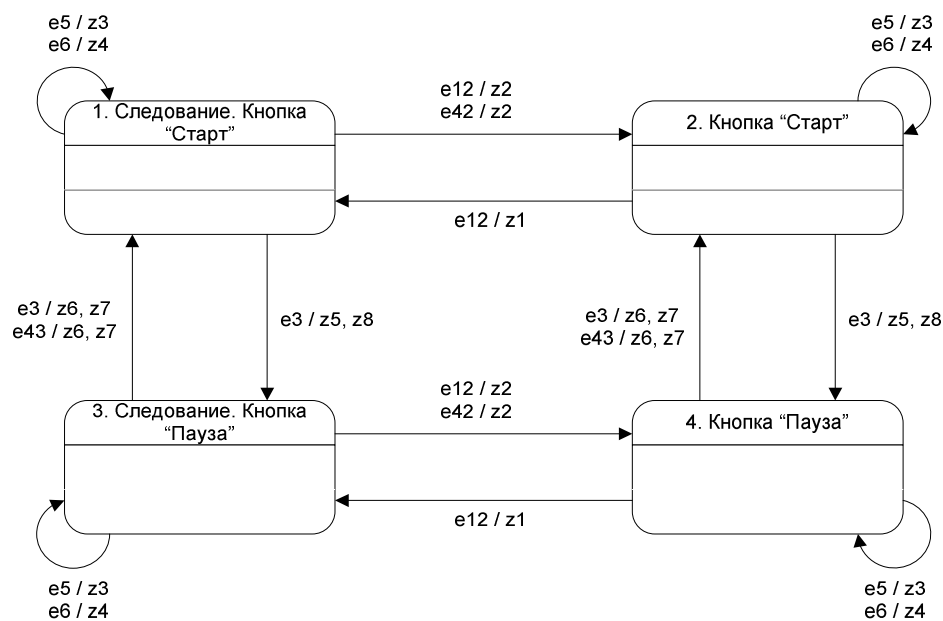 e5 / z3
e6 / z4
e5 / z3
e6 / z4
e12 / z2
e42 / z2
1. Следование. Кнопка
“Старт”
2. Кнопка “Старт”
e12 / z1
e3 / z6, z7
e43 / z6, z7
e3 / z5, z8
e3 / z6, z7
e43 / z6, z7
e3 / z5, z8
e12 / z2
e42 / z2
3. Следование. Кнопка
“Пауза”
4. Кнопка “Пауза”
e12 / z1
e5 / z3
e6 / z4
e5 / z3
e6 / z4